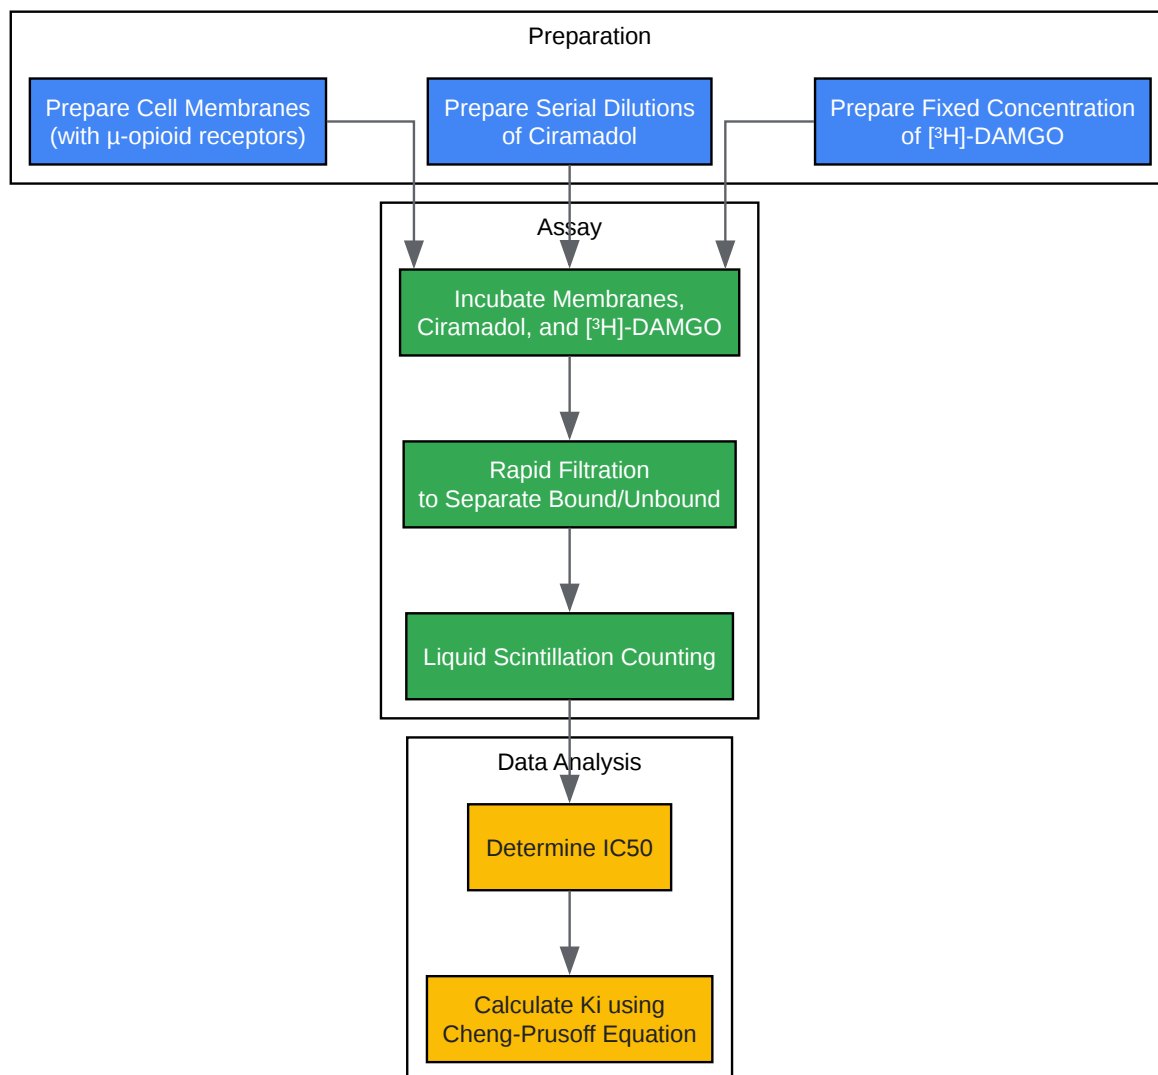 Preparation
Prepare Cell Membranes
(with µ-opioid receptors)
Prepare Serial Dilutions
of Ciramadol
Prepare Fixed Concentration
of [³H]-DAMGO
Assay
Incubate Membranes,
Ciramadol, and [³H]-DAMGO
Rapid Filtration
to Separate Bound/Unbound
Liquid Scintillation Counting
Data Analysis
Determine IC50
Calculate Ki using
Cheng-Prusoff Equation